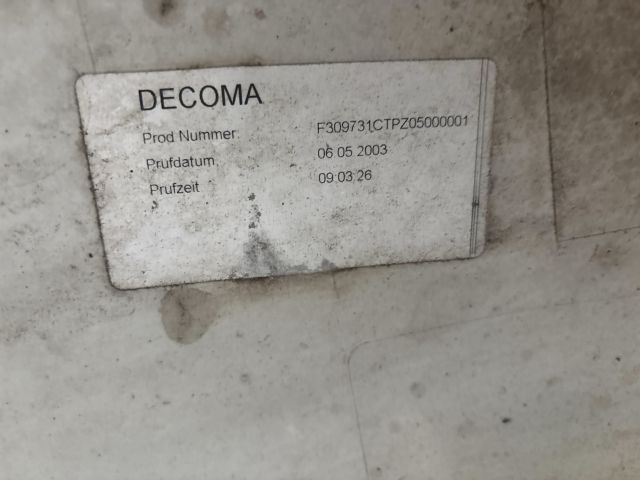 DECOMA
Prod Nummer F309731CTPZ05000001
Prufdatum 06 05 2003
Prufzeit 09 03 26